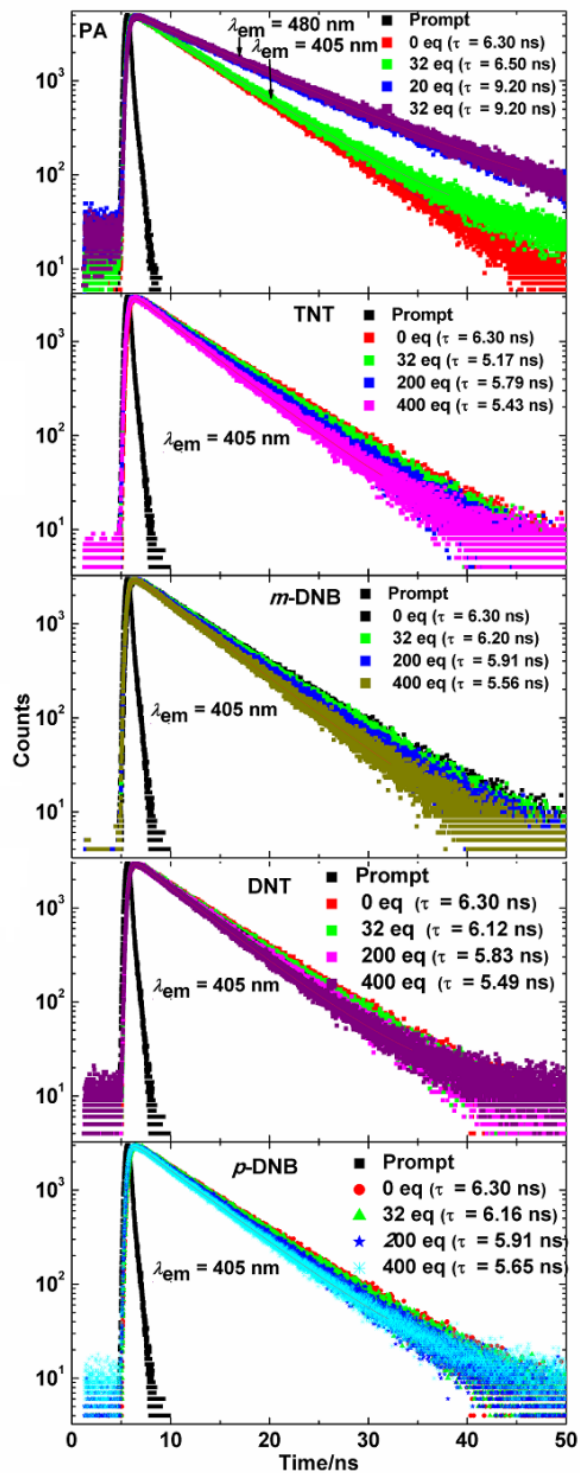 PA
λem = 480 nm
λem = 405 nm
Prompt
0 eq (τ = 6.30 ns)
32 eq (τ = 6.50 ns)
20 eq (τ = 9.20 ns)
32 eq (τ = 9.20 ns)
10³
10²
10¹
TNT
Prompt
0 eq (τ = 6.30 ns)
32 eq (τ = 5.17 ns)
200 eq (τ = 5.79 ns)
400 eq (τ = 5.43 ns)
λem = 405 nm
10³
10²
10¹
m-DNB
Prompt
0 eq (τ = 6.30 ns)
32 eq (τ = 6.20 ns)
200 eq (τ = 5.91 ns)
400 eq (τ = 5.56 ns)
λem = 405 nm
10³
10²
10¹
Counts
DNT
Prompt
0 eq (τ = 6.30 ns)
32 eq (τ = 6.12 ns)
200 eq (τ = 5.83 ns)
400 eq (τ = 5.49 ns)
λem = 405 nm
10³
10²
10¹
p-DNB
Prompt
0 eq (τ = 6.30 ns)
32 eq (τ = 6.16 ns)
200 eq (τ = 5.91 ns)
400 eq (τ = 5.65 ns)
λem = 405 nm
10³
10²
10¹
0 10 20 30 40 50
Time/ns